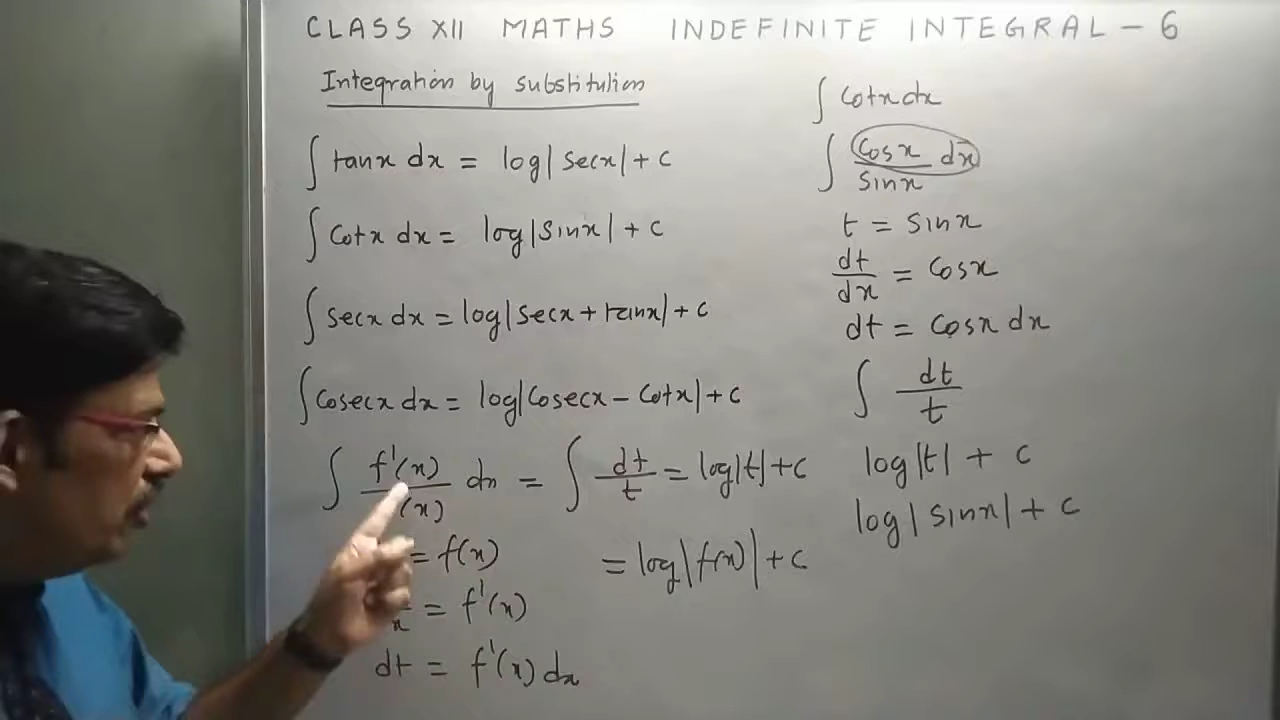 CLASS XII MATHS INDEFINITE INTEGRAL - 6
Integration by substitution
∫ tanx dx = log|secx| + c
∫ cotx dx = log|sinx| + c
∫ secx dx = log|secx + tanx| + c
∫ cosecx dx = log|cosecx - cotx| + c
∫ f'(x)/(x) dx = ∫ dt/t = log|t| + c
= f(x) = log|f(x)| + c
x = f'(x)
dt = f'(x) dx
∫ cotx dx
∫ cosx dx/sinx
t = sinx
dt/dx = cosx
dt = cosx dx
∫ dt/t
log|t| + c
log|sinx| + c